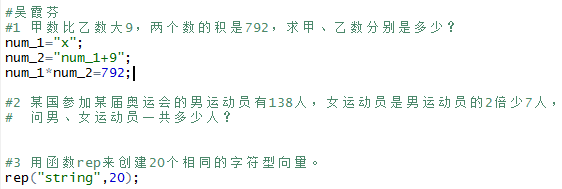 #吴霞芬
#1 甲数比乙数大9，两个数的积是792，求甲、乙数分别是多少？
num_1="x";
num_2="num_1+9";
num_1*num_2=792;
#2 某国参加某届奥运会的男运动员有138人，女运动员是男运动员的2倍少7人，
#  问男、女运动员一共多少人？
#3 用函数rep来创建20个相同的字符型向量。
rep("string",20);